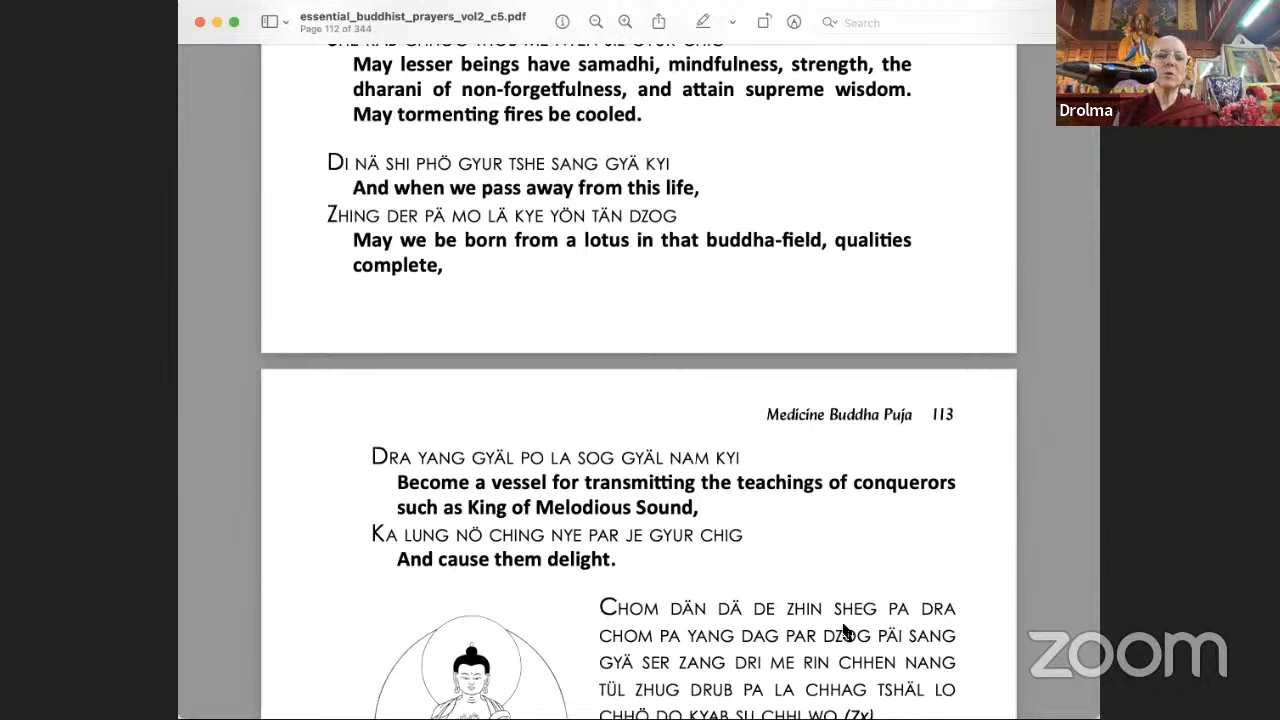 essential_buddhist_prayers_vol2_c5.pdf
Page 112 of 344
Search
Drolma
May lesser beings have samadhi, mindfulness, strength, the
dharani of non-forgetfulness, and attain supreme wisdom.
May tormenting fires be cooled.
DI NÄ SHI PHÖ GYUR TSHE SANG GYÄ KYI
And when we pass away from this life,
ZHING DER PÄ MO LÄ KYE YÖN TÄN DZOG
May we be born from a lotus in that buddha-field, qualities
complete,
Medicine Buddha Puja 113
DRA YANG GYÄL PO LA SOG GYÄL NAM KYI
Become a vessel for transmitting the teachings of conquerors
such as King of Melodious Sound,
KA LUNG NÖ CHING NYE PAR JE GYUR CHIG
And cause them delight.
CHOM DÄN DÄ DE ZHIN SHEG PA DRA
CHOM PA YANG DAG PAR DZOG PÄI SANG
GYÄ SER ZANG DRI ME RIN CHHEN NANG
TÜL ZHUG DRUB PA LA CHHAG TSHÄL LO
CHHÖ DO KYAB SU CHHI WO (7x)
zoom